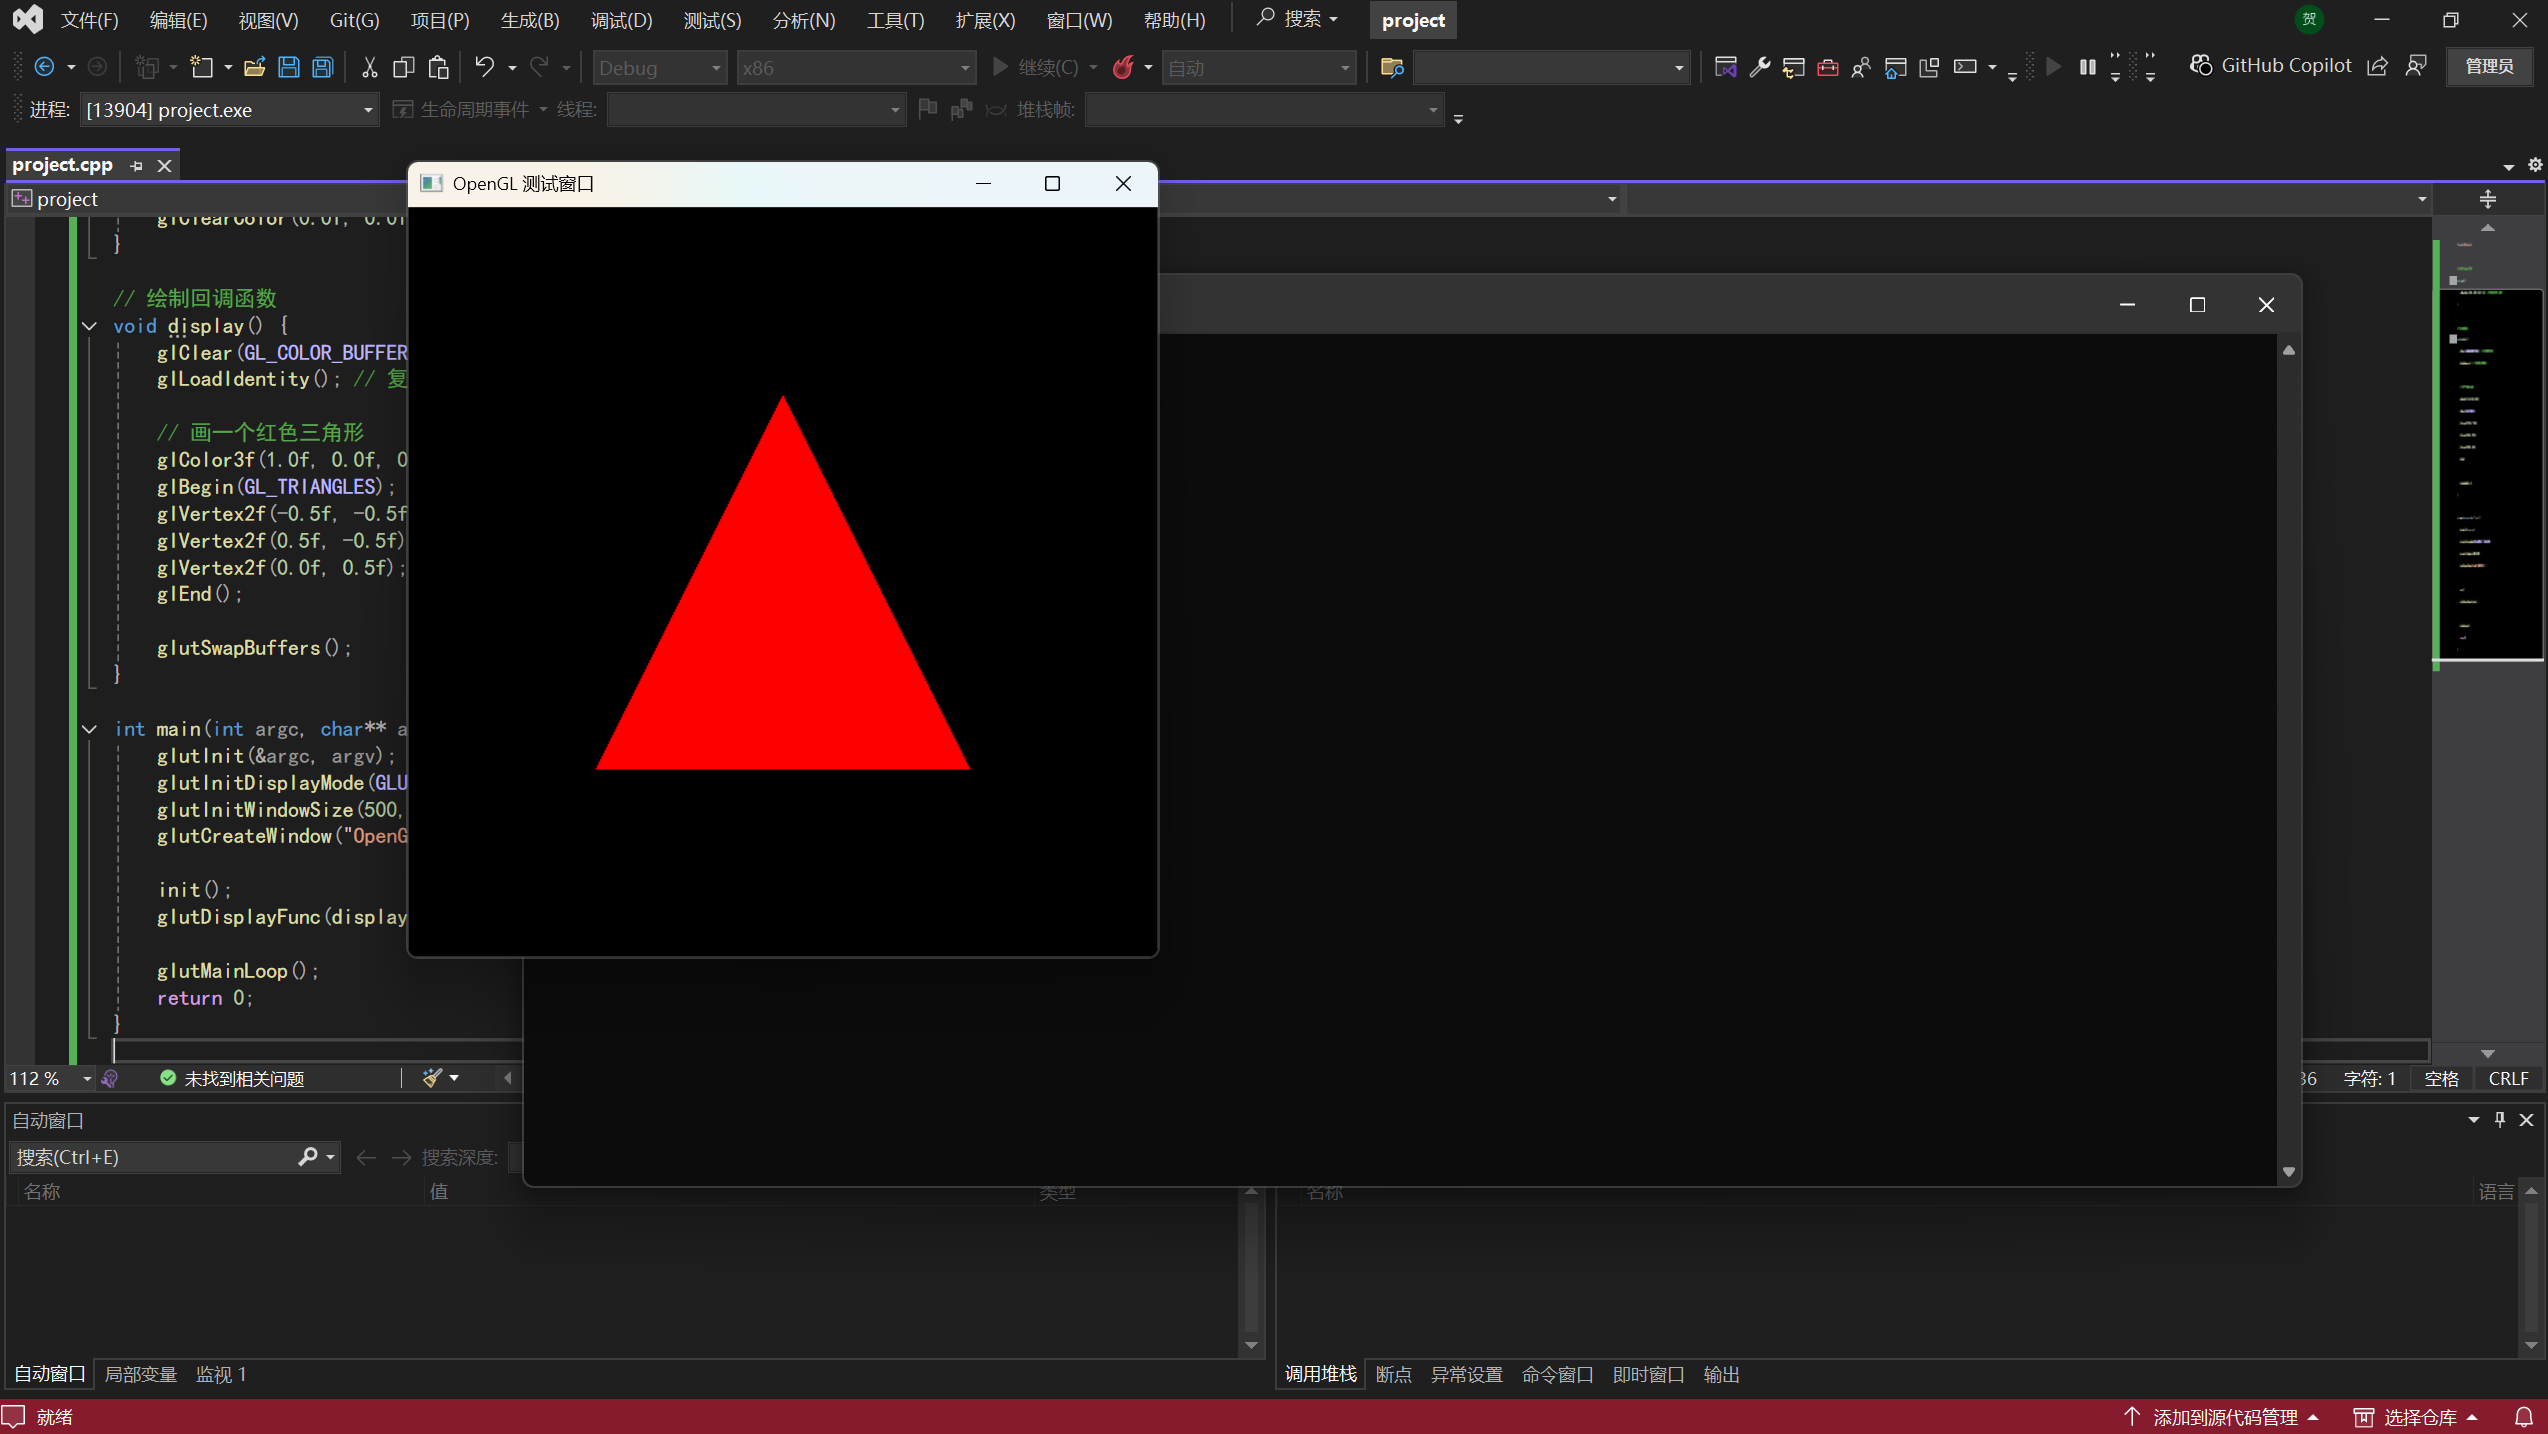 文件(F) 编辑(E) 视图(V) Git(G) 项目(P) 生成(B) 调试(D) 测试(S) 分析(N) 工具(T) 扩展(X) 窗口(W) 帮助(H) 搜索 project 贺
Debug x86 继续(C) 自动 GitHub Copilot 管理员
进程: [13904] project.exe 生命周期事件 线程: 堆栈帧:
project.cpp
project
OpenGL 测试窗口
glClearColor(0.0f, 0.0f
}
// 绘制回调函数
void display() {
glClear(GL_COLOR_BUFFER
glLoadIdentity(); // 复
// 画一个红色三角形
glColor3f(1.0f, 0.0f, 0
glBegin(GL_TRIANGLES);
glVertex2f(-0.5f, -0.5f
glVertex2f(0.5f, -0.5f)
glVertex2f(0.0f, 0.5f);
glEnd();
glutSwapBuffers();
}
int main(int argc, char** a
glutInit(&argc, argv);
glutInitDisplayMode(GLU
glutInitWindowSize(500,
glutCreateWindow("OpenG
init();
glutDisplayFunc(display
glutMainLoop();
return 0;
}
112 % 未找到相关问题 36 字符: 1 空格 CRLF
自动窗口
搜索(Ctrl+E) 搜索深度:
名称 值 类型 名称 语言
自动窗口 局部变量 监视 1 调用堆栈 断点 异常设置 命令窗口 即时窗口 输出
就绪 添加到源代码管理 选择仓库